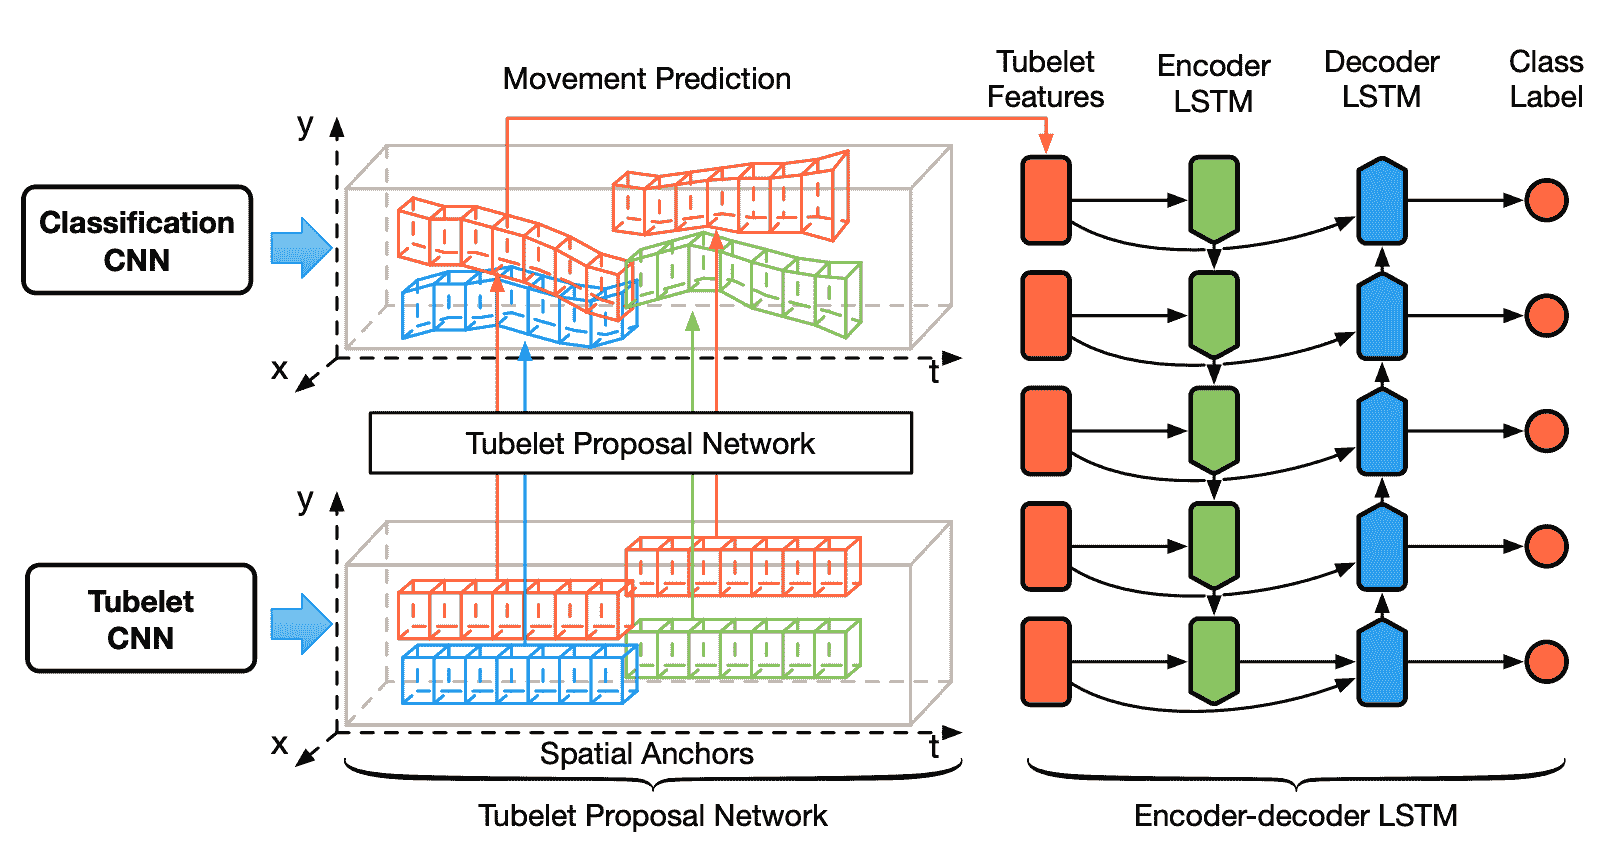 Movement Prediction
Tubelet
Features
Encoder
LSTM
Decoder
LSTM
Class
Label
y
Classification
CNN
x
t
Tubelet Proposal Network
y
Tubelet
CNN
x
t
Spatial Anchors
Tubelet Proposal Network
Encoder-decoder LSTM